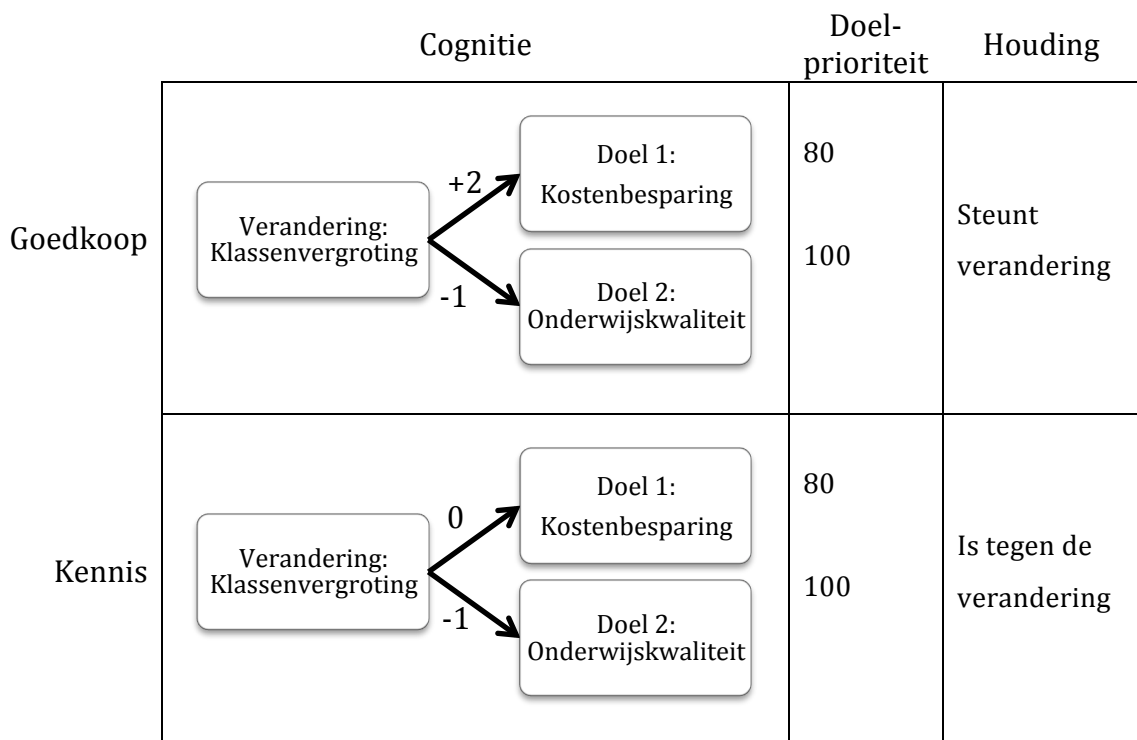 Cognitie
Doel-
prioriteit
Houding
Goedkoop
Verandering:
Klassenvergroting
+2
-1
Doel 1:
Kostenbesparing
Doel 2:
Onderwijskwaliteit
80
100
Steunt
verandering
Kennis
Verandering:
Klassenvergroting
0
-1
Doel 1:
Kostenbesparing
Doel 2:
Onderwijskwaliteit
80
100
Is tegen de
verandering